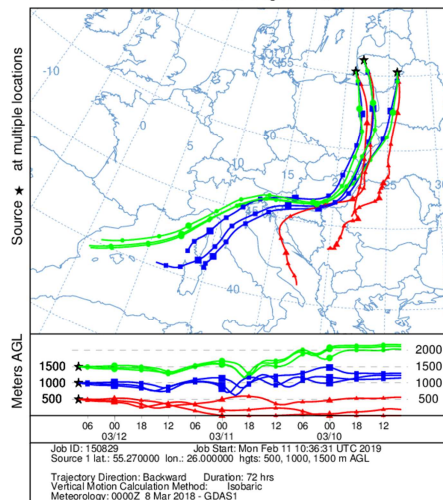 Source ★ at multiple locations
-10
-5
0
5
10
15
25
55
50
40
Meters AGL
1500
1000
500
2000
1500
1000
500
06 00 18 12 06 00 18 12 06 00 18 12
03/12 03/11 03/10
Job ID: 150829 Job Start: Mon Feb 11 10:36:31 UTC 2019
Source 1 lat.: 55.270000 lon.: 26.000000 hgts: 500, 1000, 1500 m AGL
Trajectory Direction: Backward Duration: 72 hrs
Vertical Motion Calculation Method: Isobaric
Meteorology: 0000Z 8 Mar 2018 - GDAS1